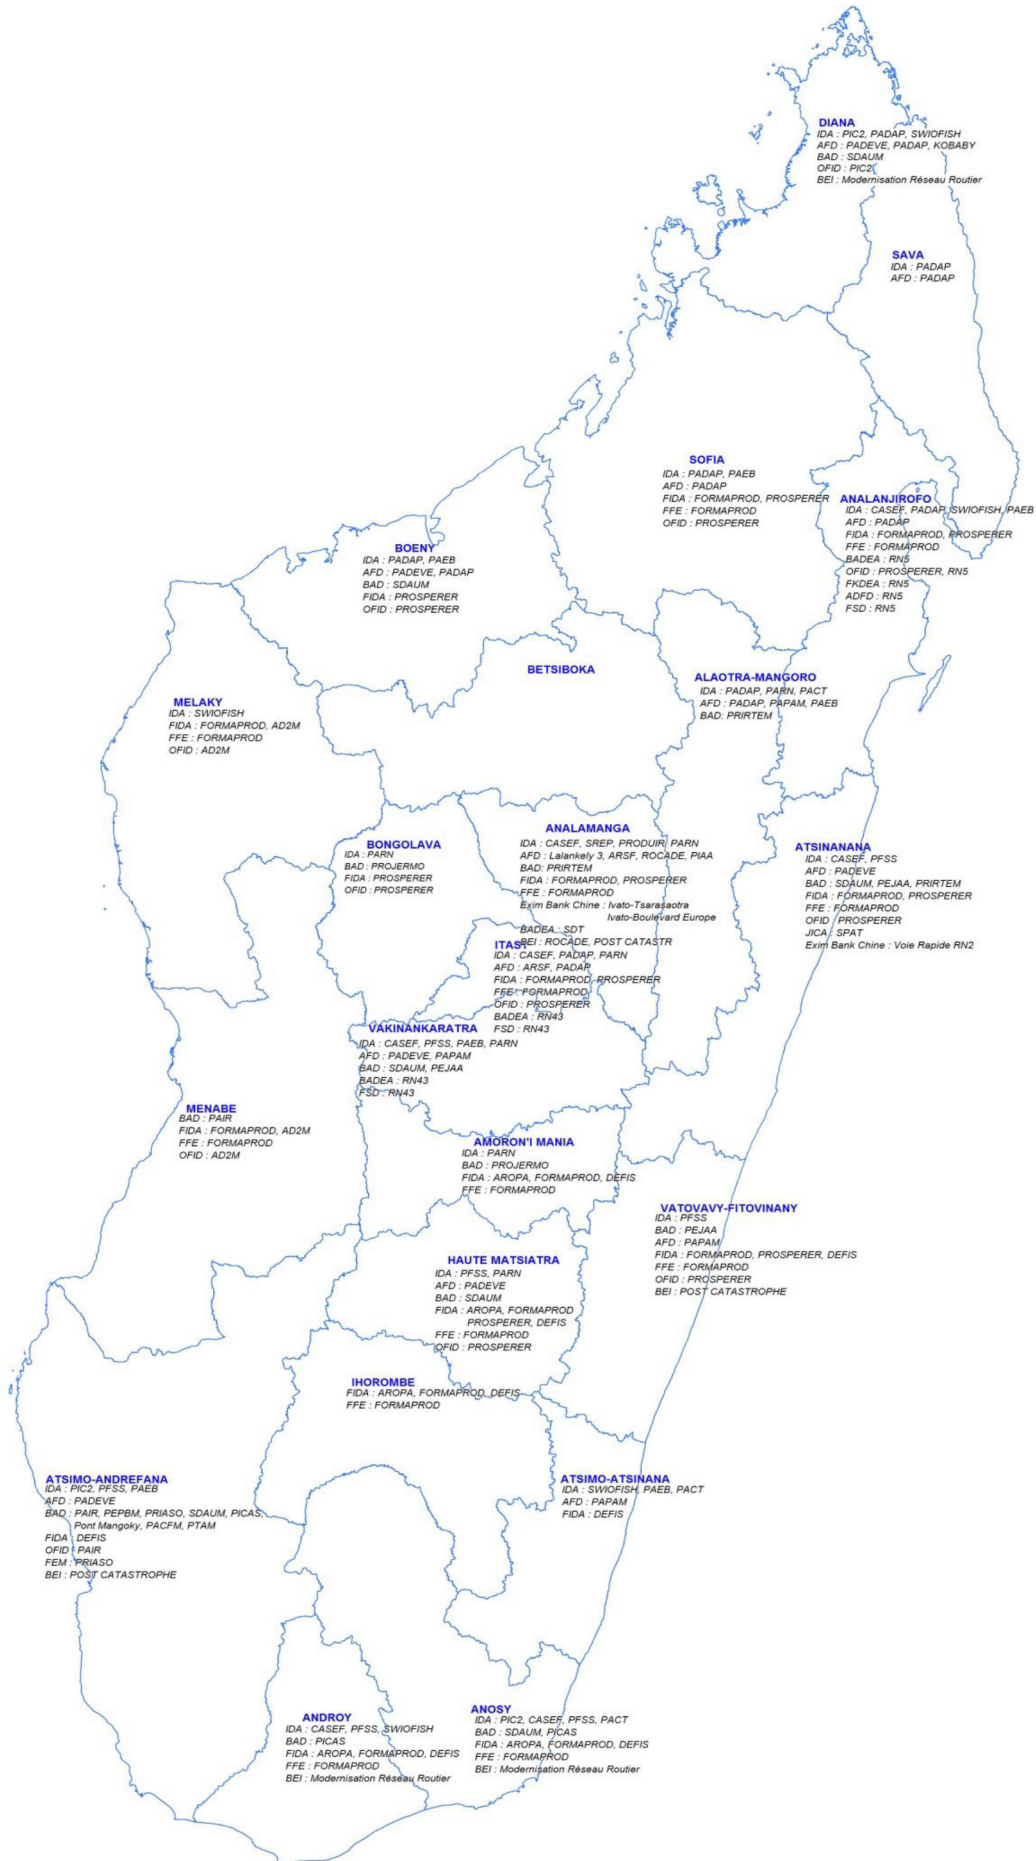 DIANA
IDA : PIC2, PADAP, SWIOFISH
AFD : PADEVE, PADAP, KOBABY
BAD : SDAUM
OFID : PIC2
BEI : Modernisation Réseau Routier
SAVA
IDA : PADAP
AFD : PADAP
SOFIA
IDA : PADAP, PAEB
AFD : PADAP
FIDA : FORMAPROD, PROSPERER
FFE : FORMAPROD
OFID : PROSPERER
ANALANJIROFO
IDA : CASEF, PADAP, SWIOFISH, PAEB
AFD : PADAP
FIDA : FORMAPROD, PROSPERER
FFE : FORMAPROD
BADEA : RN5
OFID : PROSPERER, RN5
FKDEA : RN5
ADFD : RN5
FSD : RN5
BOENY
IDA : PADAP, PAEB
AFD : PADEVE, PADAP
BAD : SDAUM
FIDA : PROSPERER
OFID : PROSPERER
BETSIBOKA
ALAOTRA-MANGORO
IDA : PADAP, PARN, PACT
AFD : PADAP, PAPAM, PAEB
BAD: PRIRTEM
MELAKY
IDA : SWIOFISH
FIDA : FORMAPROD, AD2M
FFE : FORMAPROD
OFID : AD2M
BONGOLAVA
IDA : PARN
BAD : PROJERMO
FIDA : PROSPERER
OFID : PROSPERER
ANALAMANGA
IDA : CASEF, SREP, PRODUIR, PARN
AFD : Lalankely 3, ARSF, ROCADE, PIAA
BAD: PRIRTEM
FIDA : FORMAPROD, PROSPERER
FFE : FORMAPROD
Exim Bank Chine : Ivato-Tsarasaotra
Ivato-Boulevard Europe
BADEA : SDT
BEI : ROCADE, POST CATASTR
ATSINANANA
IDA : CASEF, PFSS
AFD : PADEVE
BAD : SDAUM, PEJAA, PRIRTEM
FIDA : FORMAPROD, PROSPERER
FFE : FORMAPROD
OFID : PROSPERER
JICA : SPAT
Exim Bank Chine : Voie Rapide RN2
ITASY
IDA : CASEF, PADAP, PARN
AFD : ARSF, PADAP
FIDA : FORMAPROD, PROSPERER
FFE : FORMAPROD
OFID : PROSPERER
BADEA : RN43
FSD : RN43
VAKINANKARATRA
IDA : CASEF, PFSS, PAEB, PARN
AFD : PADEVE, PAPAM
BAD : SDAUM, PEJAA
BADEA : RN43
FSD : RN43
MENABE
BAD : PAIR
FIDA : FORMAPROD, AD2M
FFE : FORMAPROD
OFID : AD2M
AMORON'I MANIA
IDA : PARN
BAD : PROJERMO
FIDA : AROPA, FORMAPROD, DEFIS
FFE : FORMAPROD
VATOVAVY-FITOVINANY
IDA : PFSS
BAD : PEJAA
AFD : PAPAM
FIDA : FORMAPROD, PROSPERER, DEFIS
FFE : FORMAPROD
OFID : PROSPERER
BEI : POST CATASTROPHE
HAUTE MATSIATRA
IDA : PFSS, PARN
AFD : PADEVE
BAD : SDAUM
FIDA : AROPA, FORMAPROD
PROSPERER, DEFIS
FFE : FORMAPROD
OFID : PROSPERER
IHOROMBE
FIDA : AROPA, FORMAPROD, DEFIS
FFE : FORMAPROD
ATSIMO-ANDREFANA
IDA : PIC2, PFSS, PAEB
AFD : PADEVE
BAD : PAIR, PEPBM, PRIASO, SDAUM, PICAS,
Pont Mangoky, PACFM, PTAM
FIDA : DEFIS
OFID : PAIR
FEM : PRIASO
BEI : POST CATASTROPHE
ATSIMO-ATSINANA
IDA : SWIOFISH, PAEB, PACT
AFD : PAPAM
FIDA : DEFIS
ANDROY
IDA : CASEF, PFSS, SWIOFISH
BAD : PICAS
FIDA : AROPA, FORMAPROD, DEFIS
FFE : FORMAPROD
BEI : Modernisation Réseau Routier
ANOSY
IDA : PIC2, CASEF, PFSS, PACT
BAD : SDAUM, PICAS
FIDA : AROPA, FORMAPROD, DEFIS
FFE : FORMAPROD
BEI : Modernisation Réseau Routier